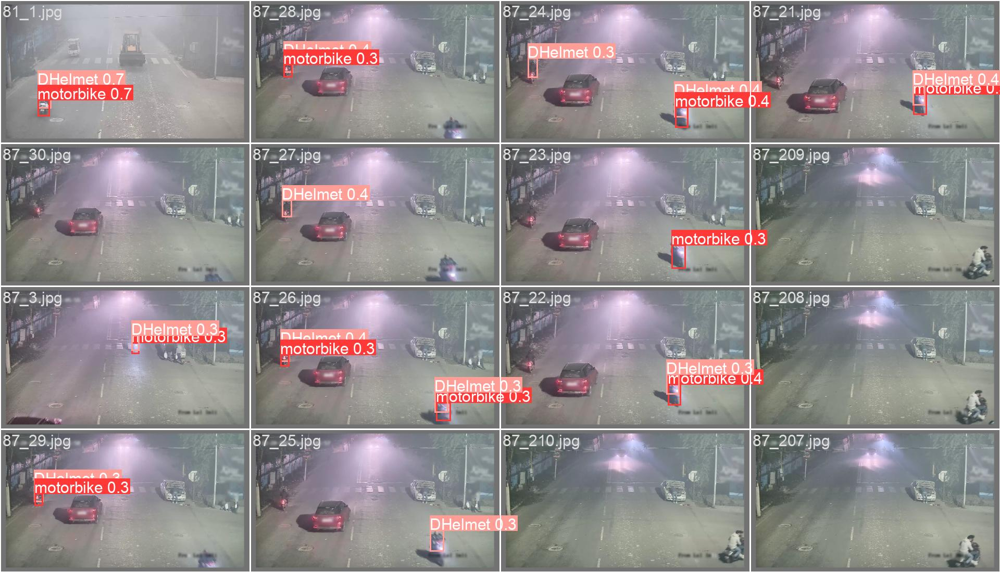 81_1.jpg
DHelmet 0.7
motorbike 0.7
87_28.jpg
DHelmet 0.4
motorbike 0.3
87_24.jpg
DHelmet 0.3
DHelmet 0.4
motorbike 0.4
87_21.jpg
DHelmet 0.4
motorbike 0.
87_30.jpg
87_27.jpg
DHelmet 0.4
87_23.jpg
motorbike 0.3
87_209.jpg
87_3.jpg
DHelmet 0.3
motorbike 0.3
87_26.jpg
DHelmet 0.4
motorbike 0.3
DHelmet 0.3
motorbike 0.3
87_22.jpg
DHelmet 0.3
motorbike 0.4
87_208.jpg
87_29.jpg
DHelmet 0.3
motorbike 0.3
87_25.jpg
DHelmet 0.3
87_210.jpg
87_207.jpg